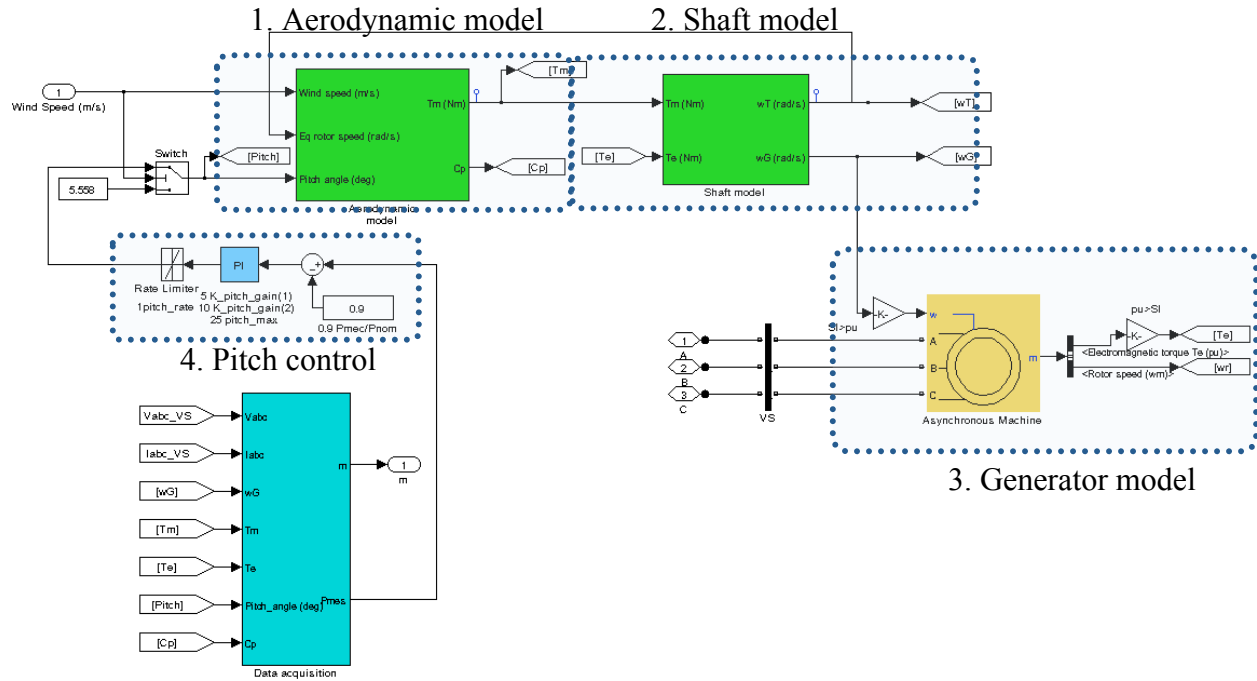 1. Aerodynamic model
2. Shaft model
1
Wind Speed (m/s)
Switch
5.558
[Pitch]
Wind speed (m/s)
Eq rotor speed (rad/s)
Pitch angle (deg)
Tm (Nm)
Cp
Aerodynamic
model
[Tm]
[Cp]
[Te]
Tm (Nm)
Te (Nm)
wT (rad/s)
wG (rad/s)
Shaft model
[wT]
[wG]
Rate Limiter
1pitch_rate
PI
5 K_pitch_gain(1)
10 K_pitch_gain(2)
25 pitch_max
-+
0.9
0.9 Pmec/Pnom
4. Pitch control
1
A
2
B
3
C
VS
SI>pu
-K-
w
A
B
C
m
Asynchronous Machine
pu>SI
-K-
<Electromagnetic torque Te (pu)>
<Rotor speed (wm)>
[Te]
[wr]
3. Generator model
Vabc_VS
Iabc_VS
[wG]
[Tm]
[Te]
[Pitch]
[Cp]
Vabc
Iabc
wG
Tm
Te
Pitch_angle (deg)
Cp
m
Pmes
1
m
Data acquisition